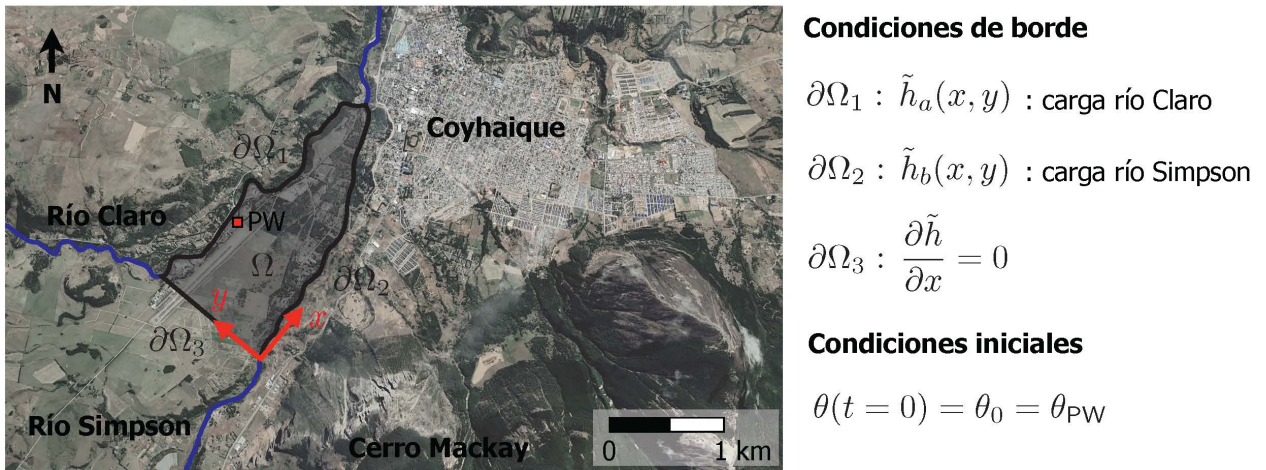 N
Coyhaique
∂Ω₁
Río Claro
PW
Ω
∂Ω₂
y
x
∂Ω₃
Río Simpson
Cerro Mackay
0 1 km
Condiciones de borde
∂Ω₁ : h̃ₐ(x, y) : carga río Claro
∂Ω₂ : h̃_b(x, y) : carga río Simpson
∂Ω₃ : ∂h̃/∂x = 0
Condiciones iniciales
θ(t = 0) = θ₀ = θ_PW